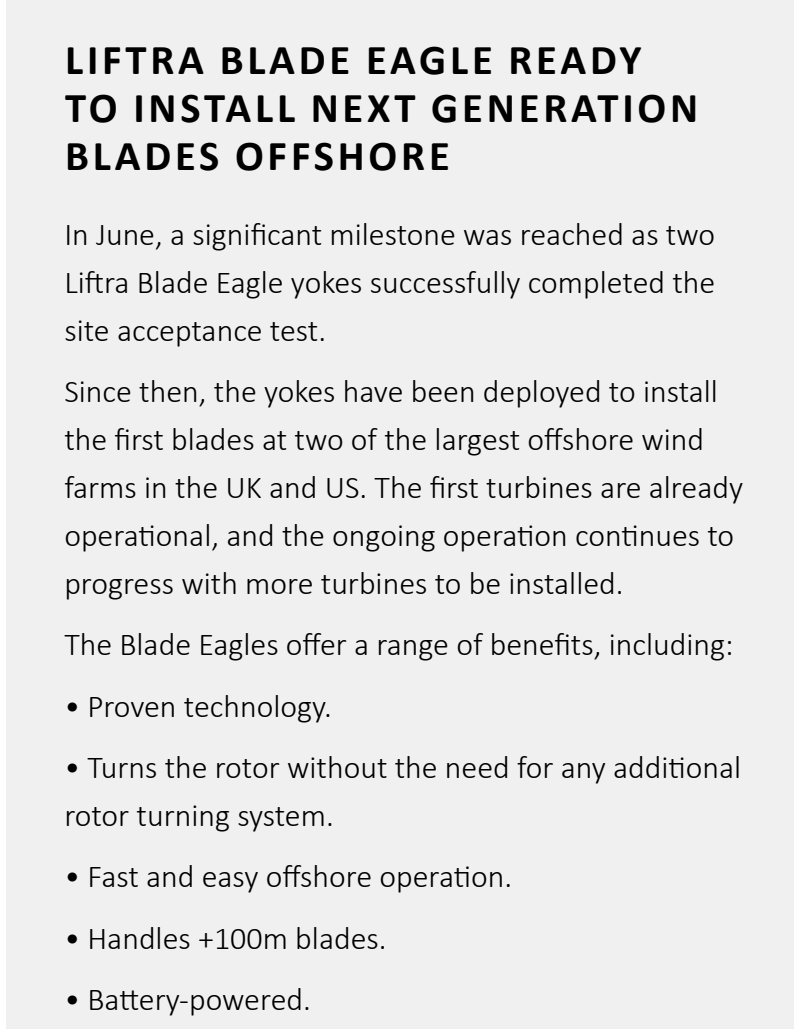 LIFTRA BLADE EAGLE READY
TO INSTALL NEXT GENERATION
BLADES OFFSHORE
In June, a significant milestone was reached as two
Liftra Blade Eagle yokes successfully completed the
site acceptance test.
Since then, the yokes have been deployed to install
the first blades at two of the largest offshore wind
farms in the UK and US. The first turbines are already
operational, and the ongoing operation continues to
progress with more turbines to be installed.
The Blade Eagles offer a range of benefits, including:
• Proven technology.
• Turns the rotor without the need for any additional
rotor turning system.
• Fast and easy offshore operation.
• Handles +100m blades.
• Battery-powered.